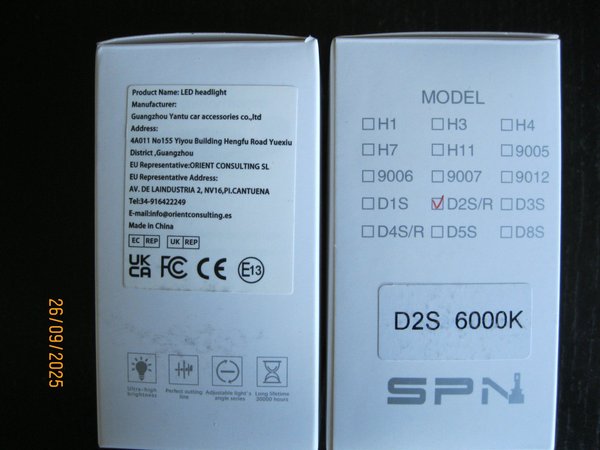 Product Name: LED headlight
Manufacturer:
Guangzhou Yantu car accessories co.,ltd
Address:
4A011 No155 Yiyou Building Hengfu Road Yuexiu
District ,Guangzhou
EU Representative:ORIENT CONSULTING SL
EU Representative Address:
AV. DE LAINDUSTRIA 2, NV16,PI.CANTUENA
Tel:34-916422249
E-mail:info@orientconsulting.es
Made in China
EC REP UK REP
UK CA FC CE E13
Ultra-high
brightness
Perfect cutting
line
Adjustable light's
angle series
Long lifetime
30000 hours
MODEL
H1 H3 H4
H7 H11 9005
9006 9007 9012
D1S D2S/R D3S
D4S/R D5S D8S
D2S 6000K
SPN
26/09/2025